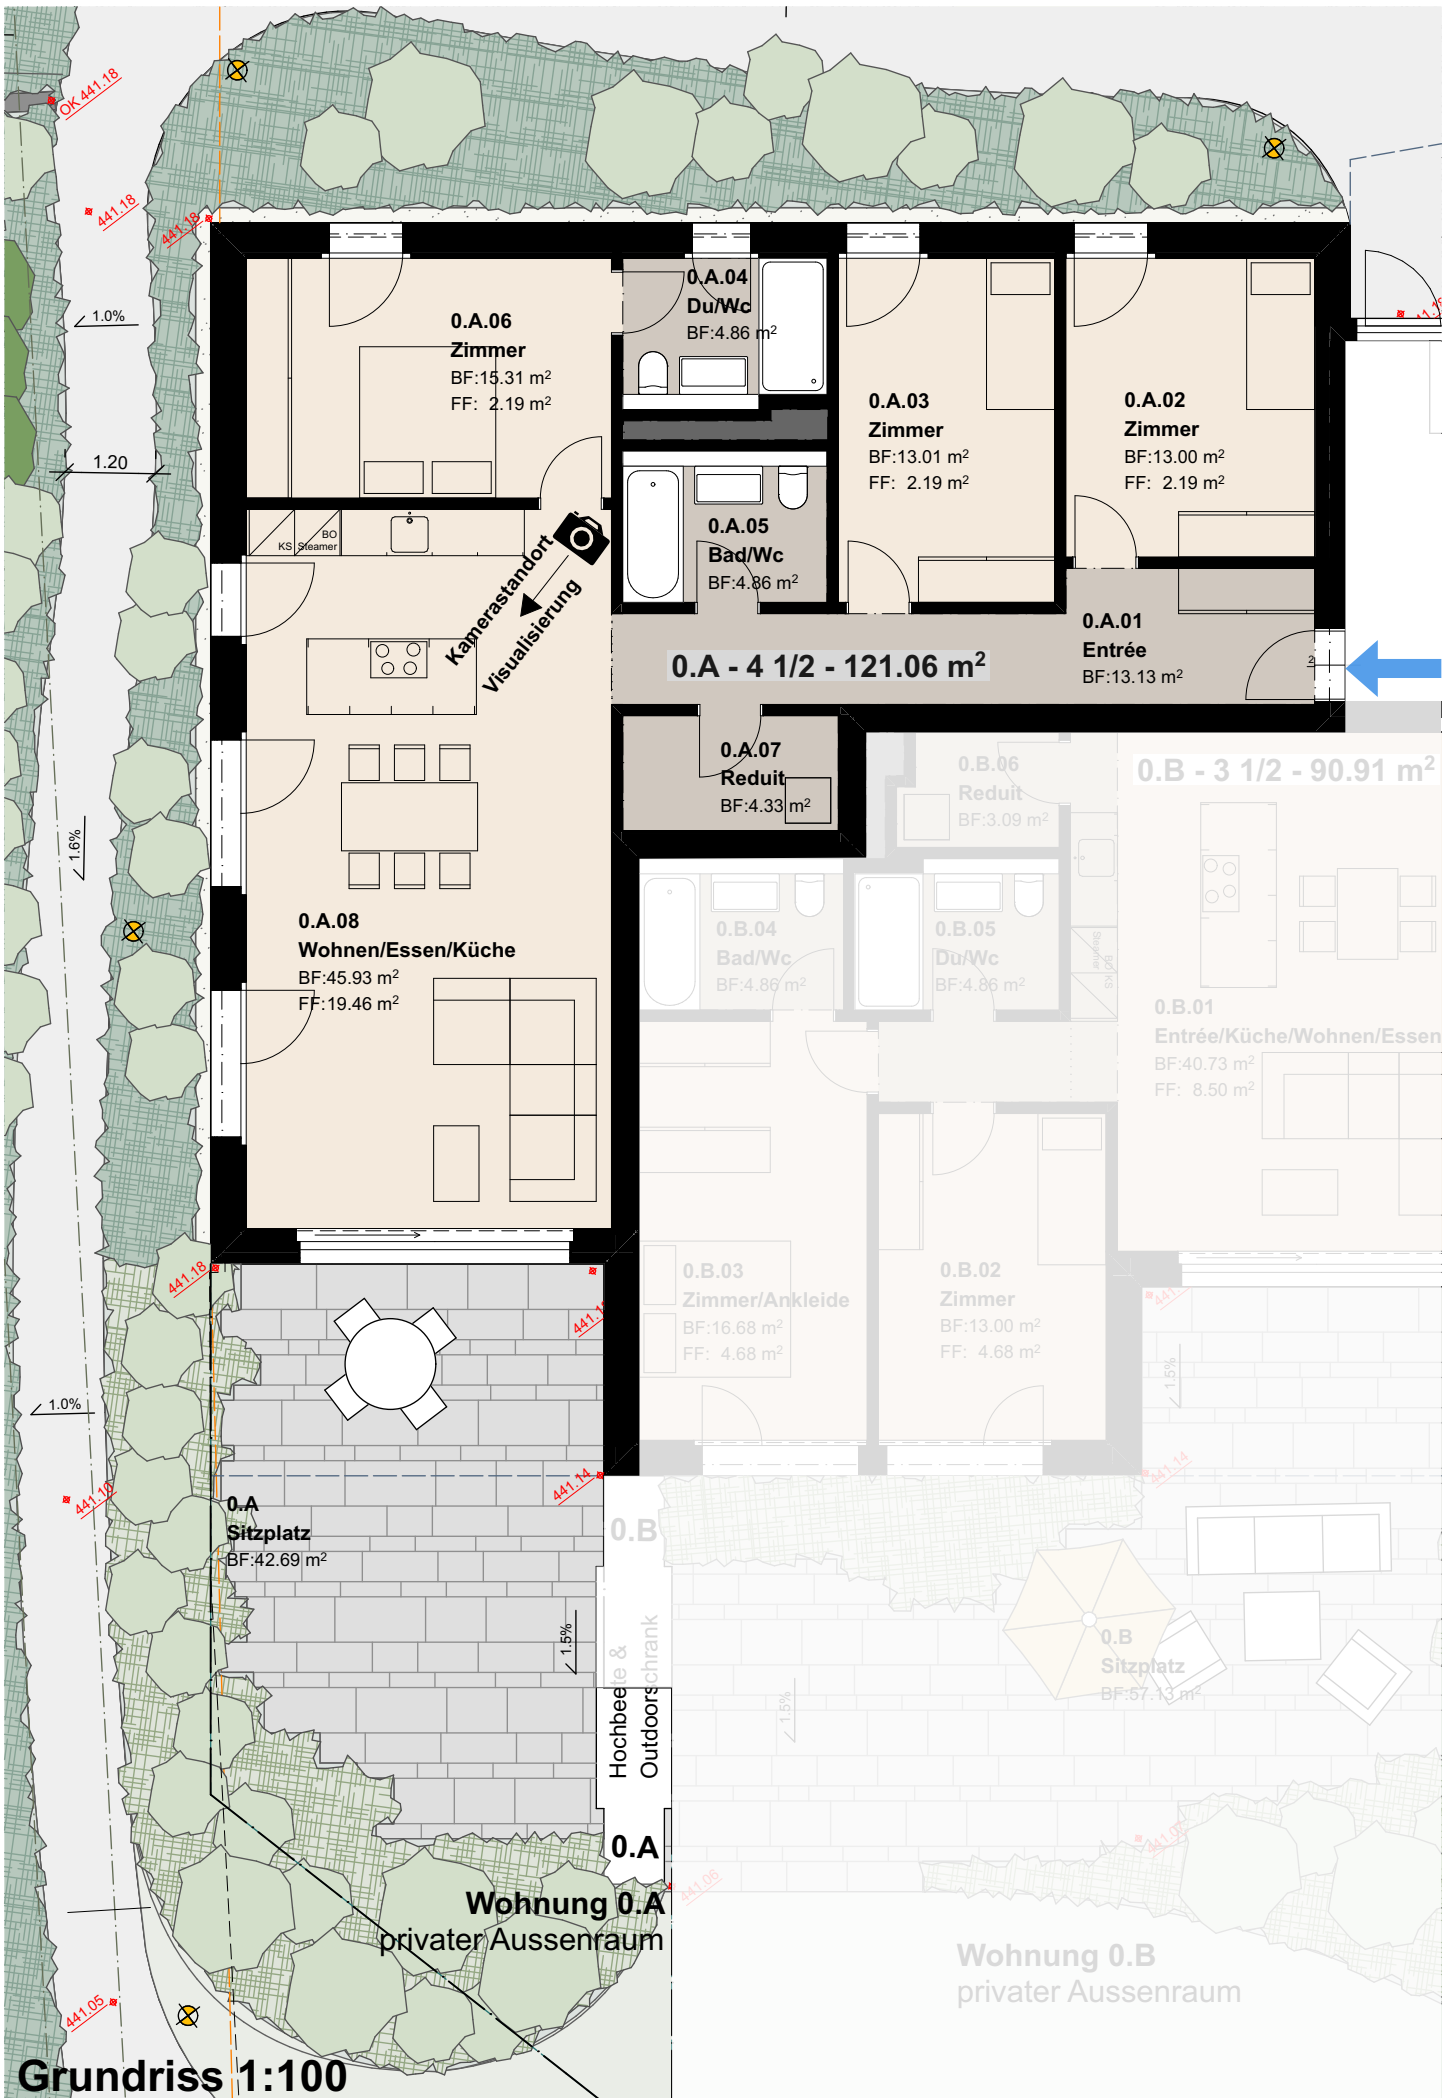 OK 441.18
441.18
441.18
1.0%
1.20
0.A.06
Zimmer
BF:15.31 m²
FF: 2.19 m²
0.A.04
Du/Wc
BF:4.86 m²
0.A.03
Zimmer
BF:13.01 m²
FF: 2.19 m²
0.A.02
Zimmer
BF:13.00 m²
FF: 2.19 m²
KS
BO
Steamer
Kamerastandort
Visualisierung
0.A.05
Bad/Wc
BF:4.86 m²
0.A.01
Entrée
BF:13.13 m²
2
0.A - 4 1/2 - 121.06 m²
0.A.07
Reduit
BF:4.33 m²
0.B.06
Reduit
BF:3.09 m²
0.B - 3 1/2 - 90.91 m²
1.6%
0.A.08
Wohnen/Essen/Küche
BF:45.93 m²
FF:19.46 m²
0.B.04
Bad/Wc
BF:4.86 m²
0.B.05
Du/Wc
BF:4.86 m²
Steamer
BO
KS
0.B.01
Entrée/Küche/Wohnen/Essen
BF:40.73 m²
FF: 8.50 m²
441.18
0.B.03
Zimmer/Ankleide
BF:16.68 m²
FF: 4.68 m²
0.B.02
Zimmer
BF:13.00 m²
FF: 4.68 m²
1.5%
1.0%
441.14
441.14
0.A
Sitzplatz
BF:42.69 m²
0.B
1.5%
Hochbeete &
Outdoorschrank
0.B
Sitzplatz
BF:57.13 m²
1.5%
0.A
441.06
Wohnung 0.A
privater Aussenraum
Wohnung 0.B
privater Aussenraum
441.05
Grundriss 1:100